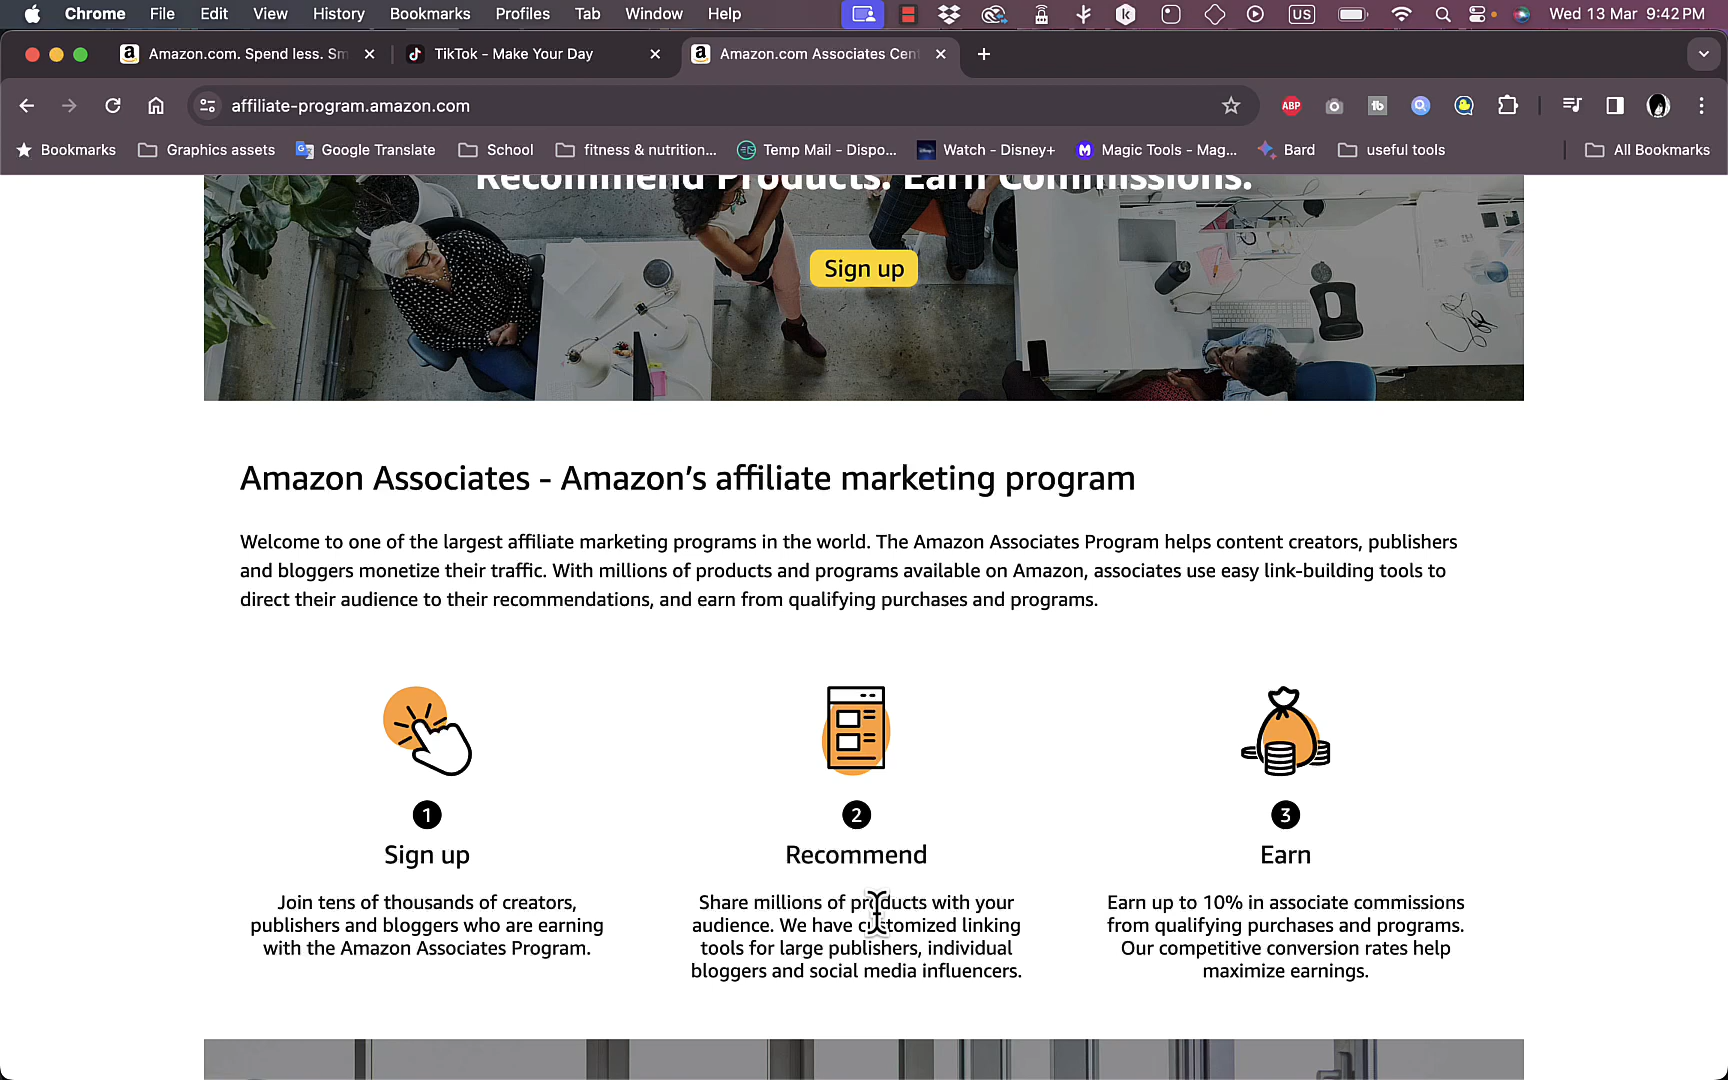 Chrome File Edit View History Bookmarks Profiles Tab Window Help US Wed 13 Mar 9:42 PM
Amazon.com. Spend less. Sm TikTok - Make Your Day Amazon.com Associates Cen
affiliate-program.amazon.com ABP
Bookmarks Graphics assets Google Translate School fitness & nutrition... Temp Mail - Dispo... Watch - Disney+ Magic Tools - Mag... Bard useful tools All Bookmarks
Recommend Products. Earn Commissions.
Sign up
Amazon Associates - Amazon’s affiliate marketing program
Welcome to one of the largest affiliate marketing programs in the world. The Amazon Associates Program helps content creators, publishers
and bloggers monetize their traffic. With millions of products and programs available on Amazon, associates use easy link-building tools to
direct their audience to their recommendations, and earn from qualifying purchases and programs.
1
Sign up
Join tens of thousands of creators,
publishers and bloggers who are earning
with the Amazon Associates Program.
2
Recommend
Share millions of products with your
audience. We have customized linking
tools for large publishers, individual
bloggers and social media influencers.
3
Earn
Earn up to 10% in associate commissions
from qualifying purchases and programs.
Our competitive conversion rates help
maximize earnings.